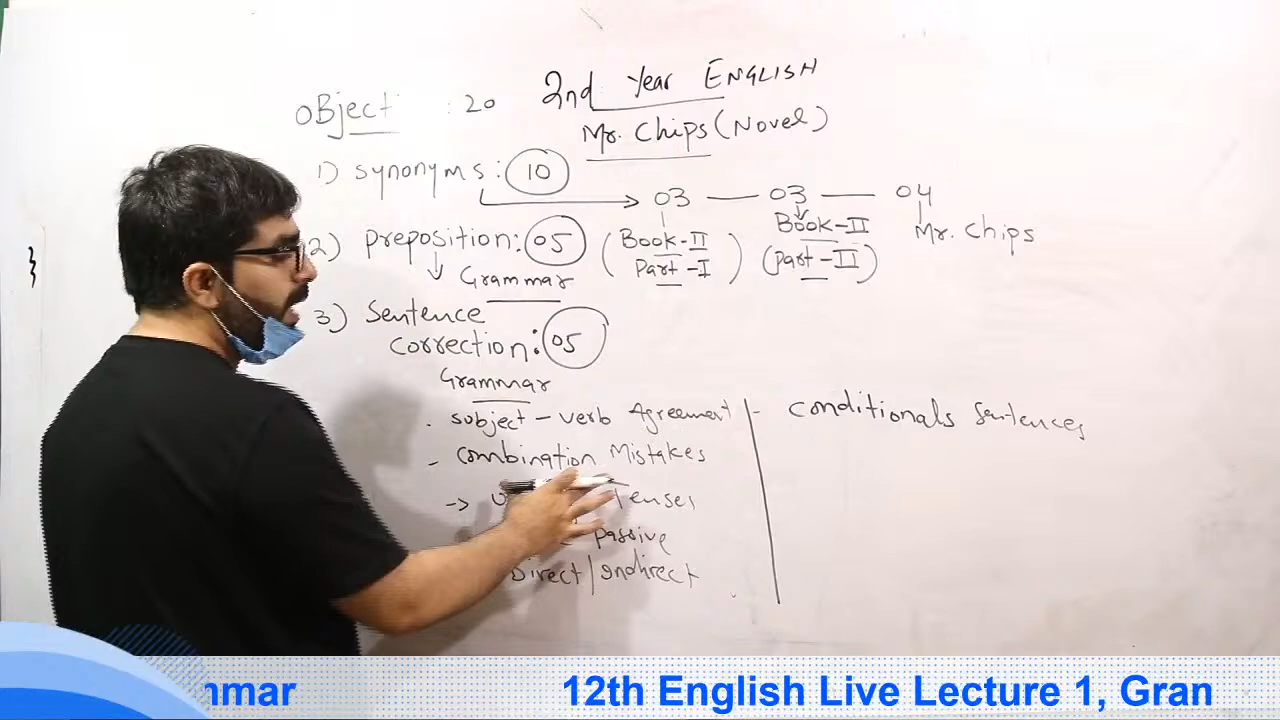 2nd Year ENGLISH
OBject : 20
Mr. Chips (Novel)
1) synonyms: 10
03 — 03 — 04
2) preposition: 05
(Book-II Part-I)
Book-II (part-II)
Mr. Chips
Grammar
3) Sentence
correction: 05
Grammar
. subject - verb Agreement
- conditionals Sentences
- combination Mistakes
-> Tenses
passive
Direct/Indirect
nmar
12th English Live Lecture 1, Gran